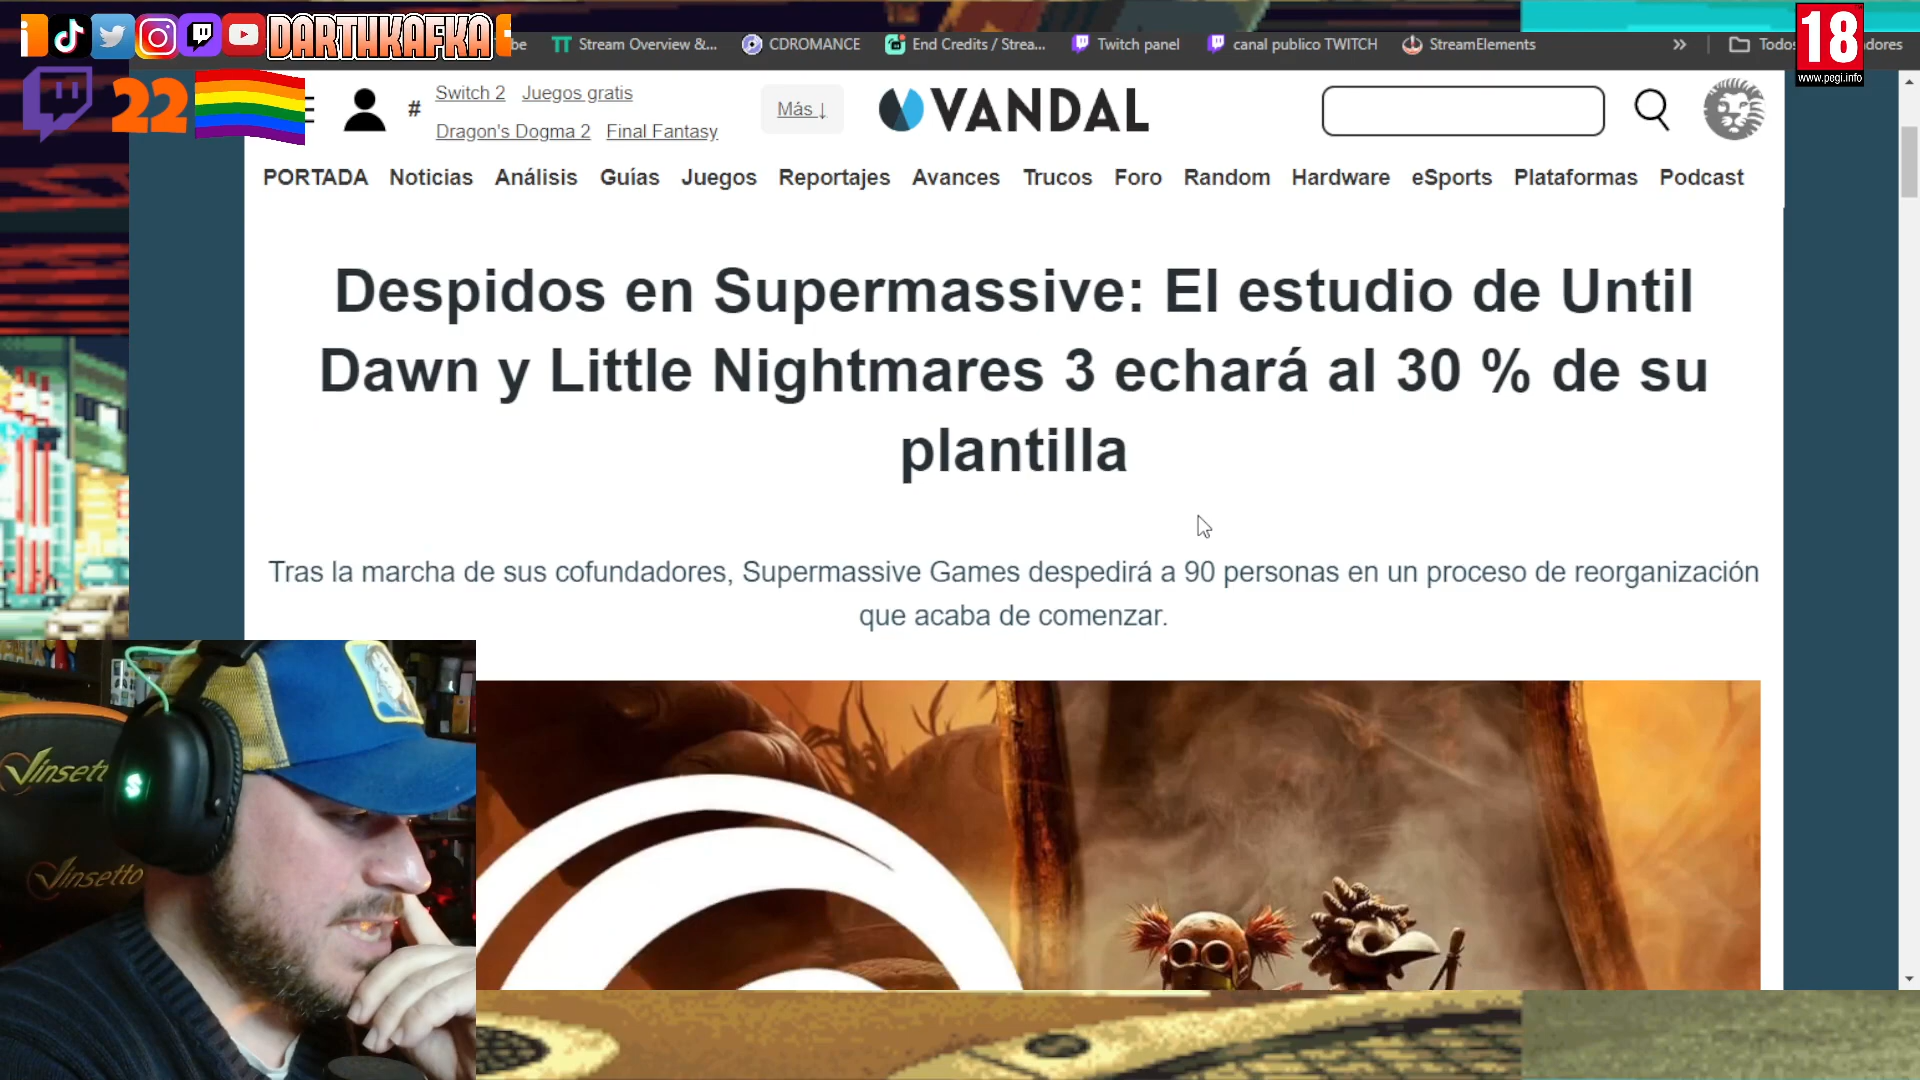 DARTHKAFKA
be
Stream Overview &...
CDROMANCE
End Credits / Strea...
Twitch panel
canal publico TWITCH
StreamElements
»
18
www.pegi.info
22
#
Switch 2
Juegos gratis
Dragon's Dogma 2
Final Fantasy
Más ↓
VANDAL
PORTADA Noticias Análisis Guías Juegos Reportajes Avances Trucos Foro Random Hardware eSports Plataformas Podcast
Despidos en Supermassive: El estudio de Until
Dawn y Little Nightmares 3 echará al 30 % de su
plantilla
Tras la marcha de sus cofundadores, Supermassive Games despedirá a 90 personas en un proceso de reorganización
que acaba de comenzar.
Vinsetto